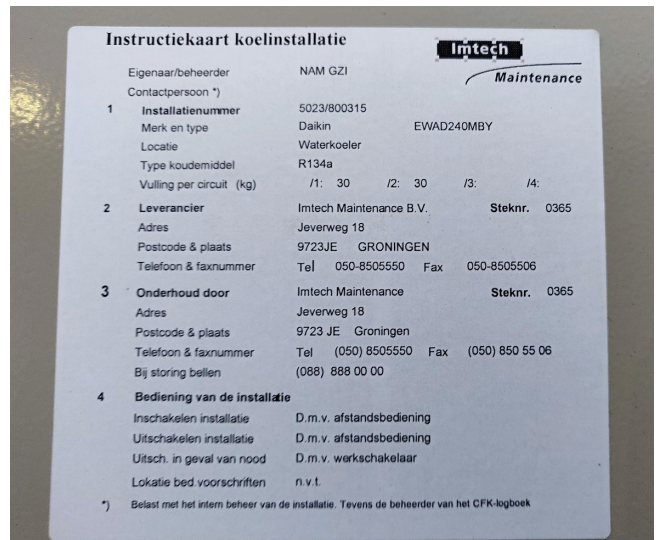 Instructiekaart koelinstallatie
Imtech
Maintenance
Eigenaar/beheerder NAM GZI
Contactpersoon *)
1 Installatienummer 5023/800315
Merk en type Daikin EWAD240MBY
Locatie Waterkoeler
Type koudemiddel R134a
Vulling per circuit (kg) /1: 30 /2: 30 /3: /4:
2 Leverancier Imtech Maintenance B.V. Steknr. 0365
Adres Jeverweg 18
Postcode & plaats 9723JE GRONINGEN
Telefoon & faxnummer Tel 050-8505550 Fax 050-8505506
3 Onderhoud door Imtech Maintenance Steknr. 0365
Adres Jeverweg 18
Postcode & plaats 9723 JE Groningen
Telefoon & faxnummer Tel (050) 8505550 Fax (050) 850 55 06
Bij storing bellen (088) 888 00 00
4 Bediening van de installatie
Inschakelen installatie D.m.v. afstandsbediening
Uitschakelen installatie D.m.v. afstandsbediening
Uitsch. in geval van nood D.m.v. werkschakelaar
Lokatie bed.voorschriften n.v.t.
*) Belast met het intern beheer van de installatie. Tevens de beheerder van het CFK-logboek